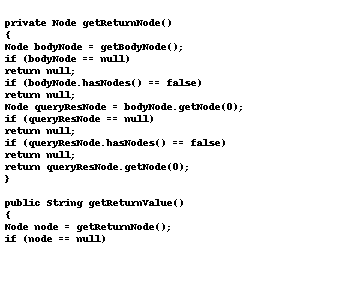 private Node getReturnNode()
{
Node bodyNode = getBodyNode();
if (bodyNode == null)
return null;
if (bodyNode.hasNodes() == false)
return null;
Node queryResNode = bodyNode.getNode(0);
if (queryResNode == null)
return null;
if (queryResNode.hasNodes() == false)
return null;
return queryResNode.getNode(0);
}

public String getReturnValue()
{
Node node = getReturnNode();
if (node == null)